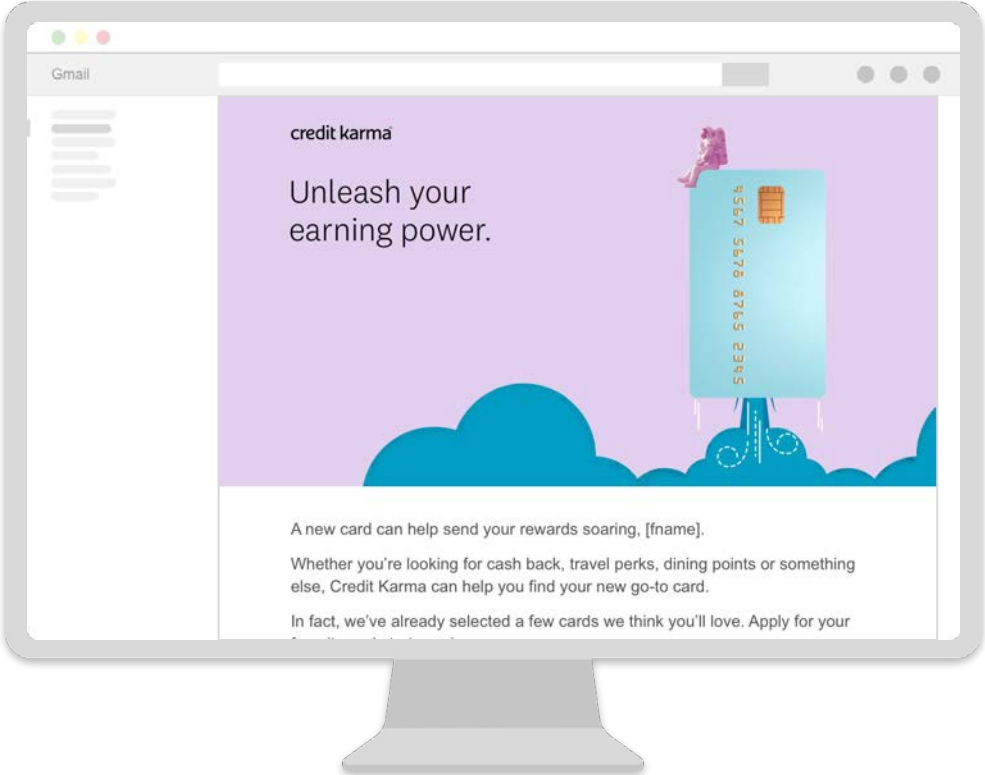 Gmail
credit karma
Unleash your
earning power.
4567 5678 8765 2345
A new card can help send your rewards soaring, [fname].
Whether you’re looking for cash back, travel perks, dining points or something
else, Credit Karma can help you find your new go-to card.
In fact, we’ve already selected a few cards we think you’ll love. Apply for your